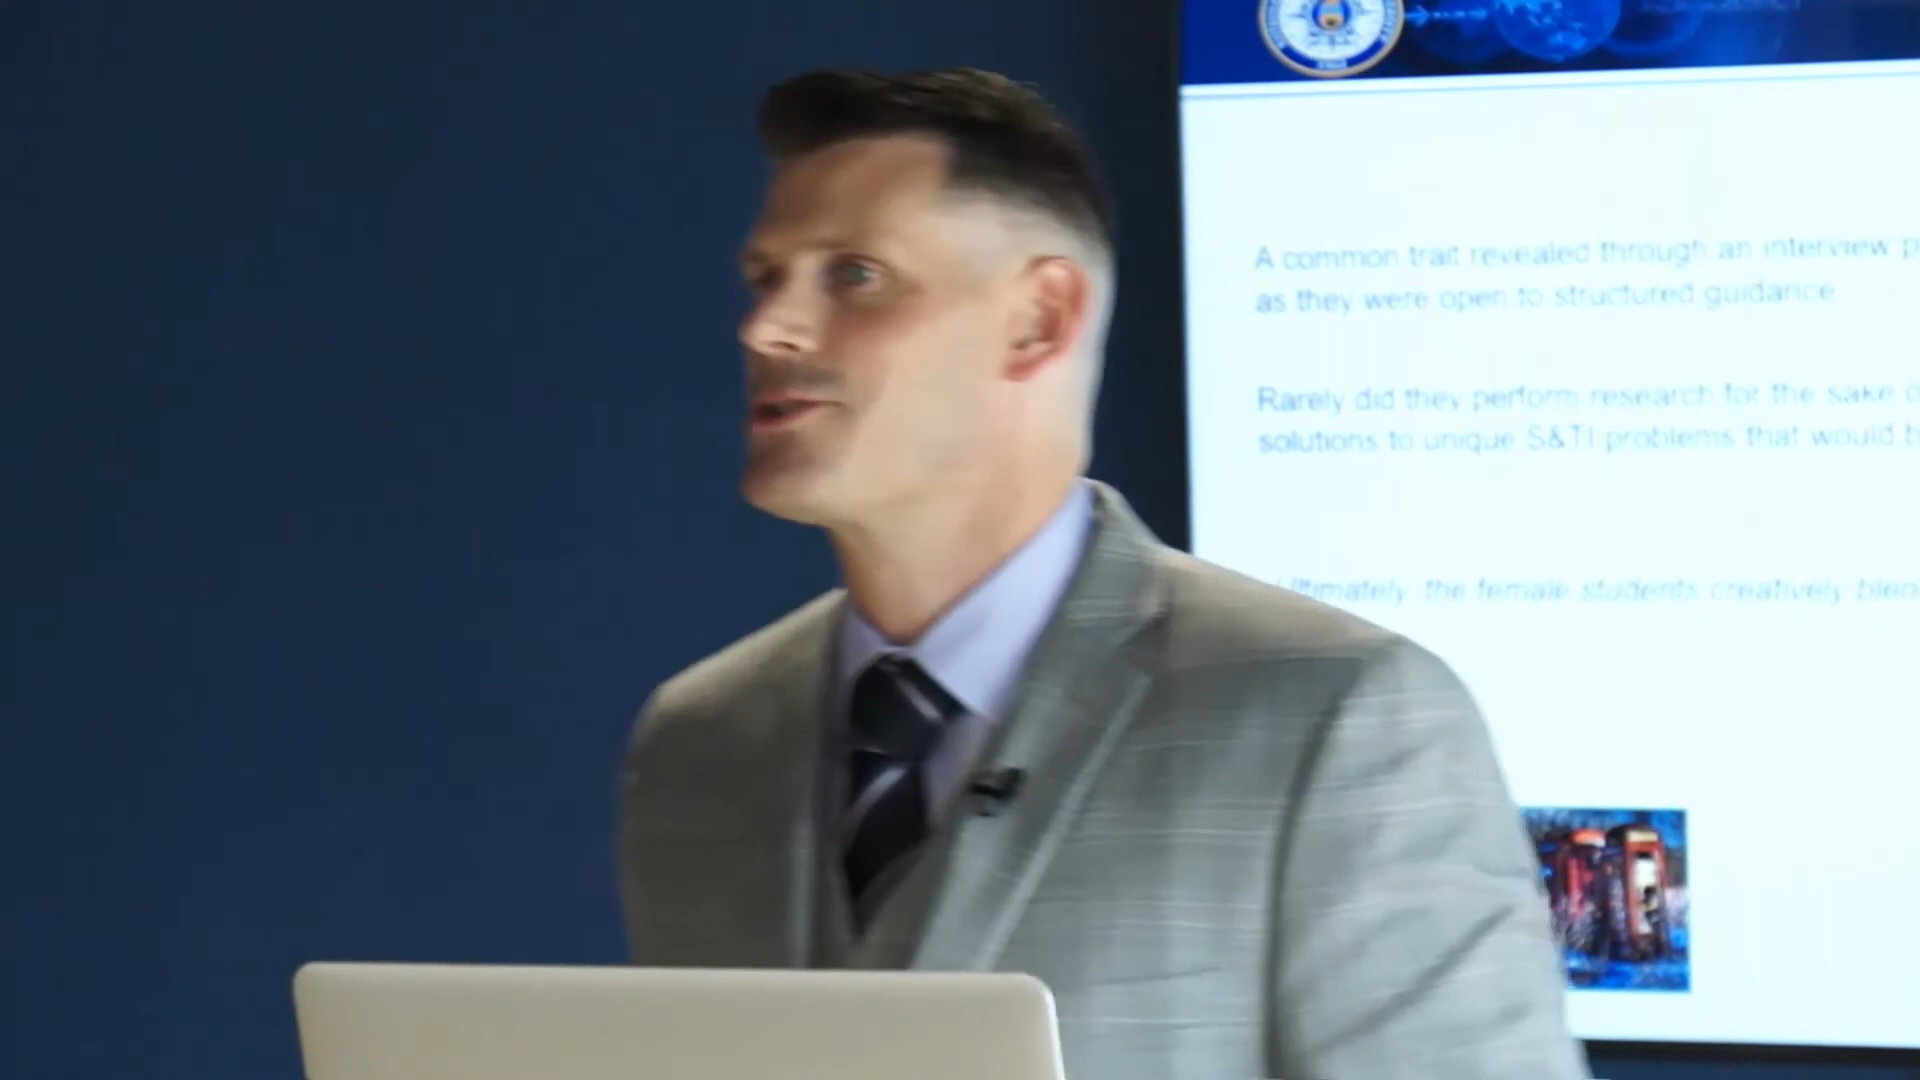 A common trait revealed through an interview p
as they were open to structured guidance
Rarely did they perform research for the sake o
solutions to unique S&TI problems that would b
Ultimately, the female students creatively blen